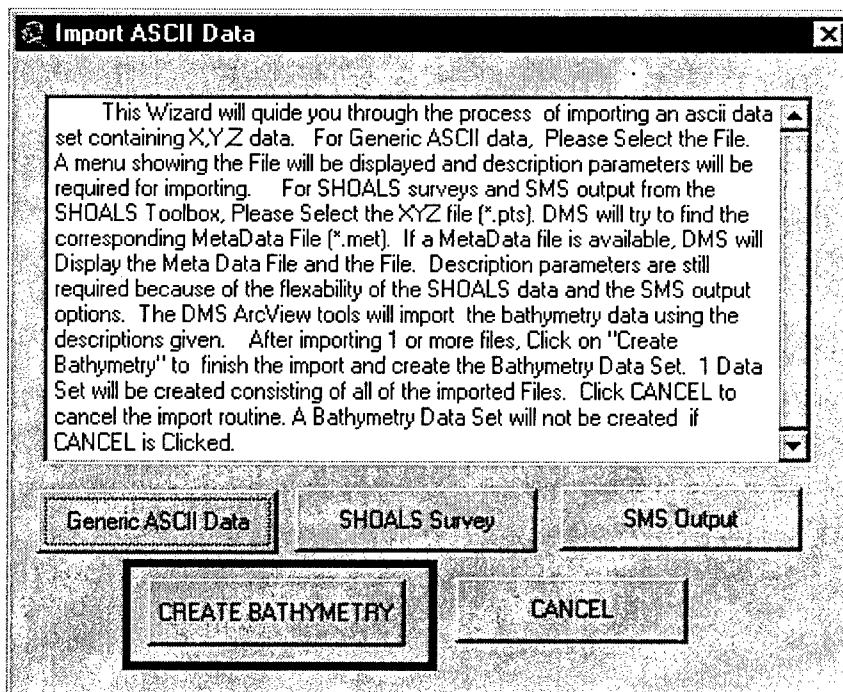 Import ASCII Data
This Wizard will quide you through the process of importing an ascii data
set containing X,Y Z data. For Generic ASCII data, Please Select the File.
A menu showing the File will be displayed and description parameters will be
required for importing. For SHOALS surveys and SMS output from the
SHOALS Toolbox, Please Select the XYZ file (*.pts). DMS will try to find the
corresponding MetaData File (*.met). If a MetaData file is available, DMS will
Display the Meta Data File and the File. Description parameters are still
required because of the flexability of the SHOALS data and the SMS output
options. The DMS ArcView tools will import the bathymetry data using the
descriptions given. After importing 1 or more files, Click on "Create
Bathymetry" to finish the import and create the Bathymetry Data Set. 1 Data
Set will be created consisting of all of the imported Files. Click CANCEL to
cancel the import routine. A Bathymetry Data Set will not be created if
CANCEL is Clicked.
Generic ASCII Data SHOALS Survey SMS Output
CREATE BATHYMETRY CANCEL